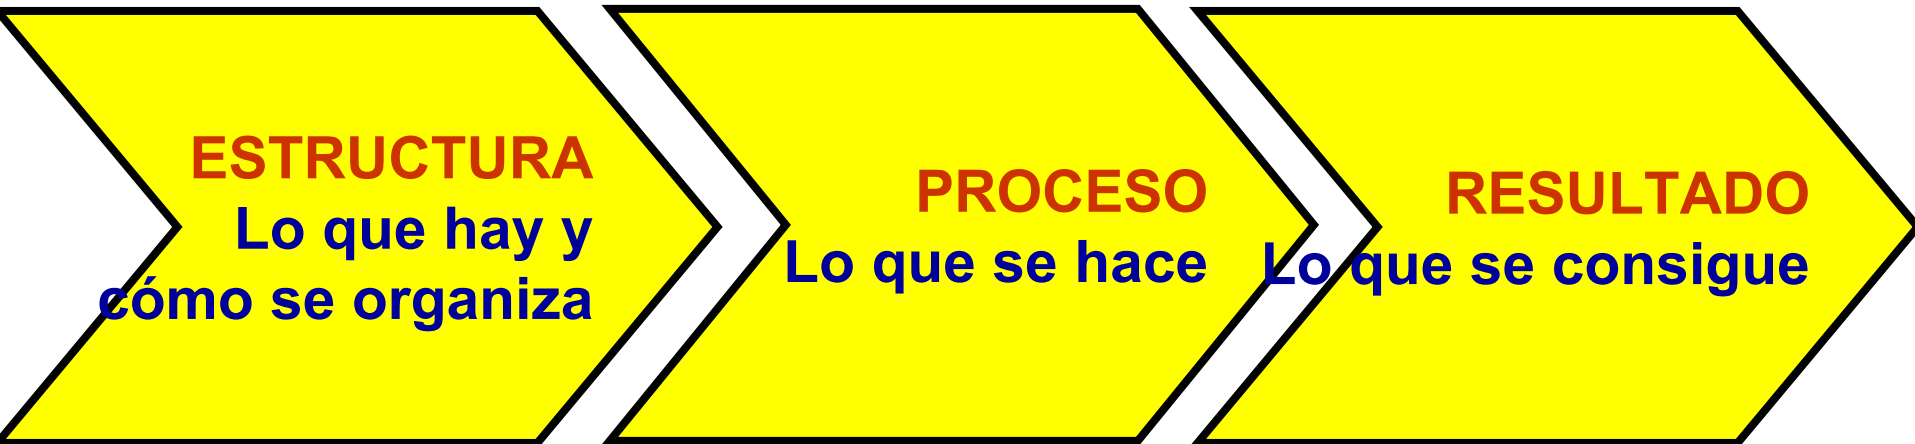 ESTRUCTURA
Lo que hay y
cómo se organiza
PROCESO
Lo que se hace
RESULTADO
Lo que se consigue